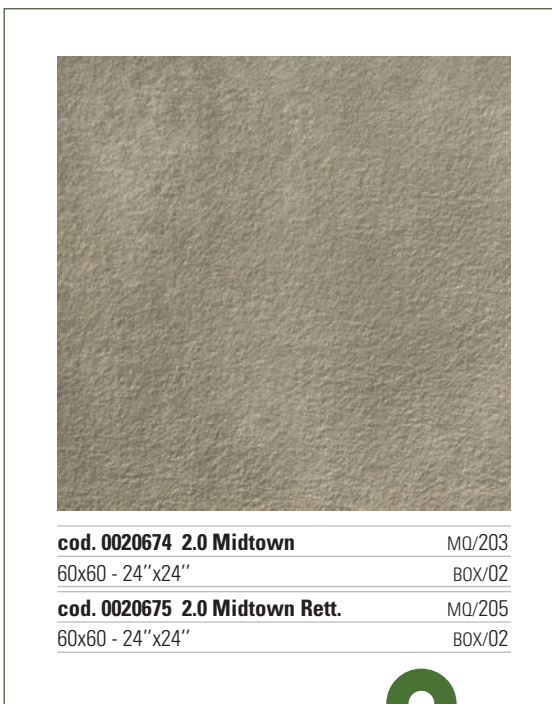 cod. 0020674 2.0 Midtown MQ/203
60x60 - 24''x24'' BOX/02
cod. 0020675 2.0 Midtown Rett. MQ/205
60x60 - 24''x24'' BOX/02